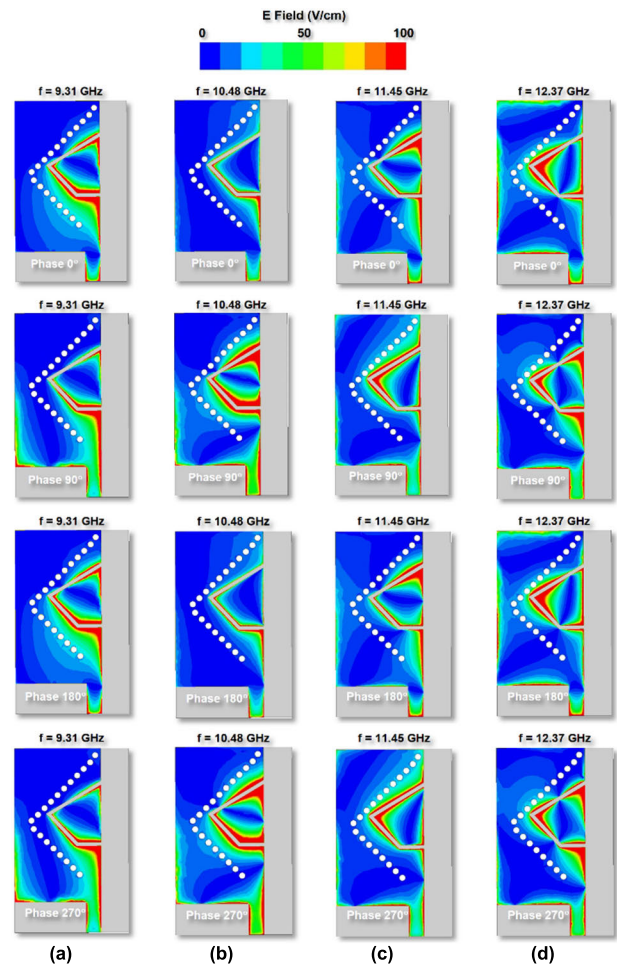 E Field (V/cm)
0 50 100
f = 9.31 GHz f = 10.48 GHz f = 11.45 GHz f = 12.37 GHz
Phase 0° Phase 0° Phase 0° Phase 0°
f = 9.31 GHz f = 10.48 GHz f = 11.45 GHz f = 12.37 GHz
Phase 90° Phase 90° Phase 90° Phase 90°
f = 9.31 GHz f = 10.48 GHz f = 11.45 GHz f = 12.37 GHz
Phase 180° Phase 180° Phase 180° Phase 180°
f = 9.31 GHz f = 10.48 GHz f = 11.45 GHz f = 12.37 GHz
Phase 270° Phase 270° Phase 270° Phase 270°
(a) (b) (c) (d)